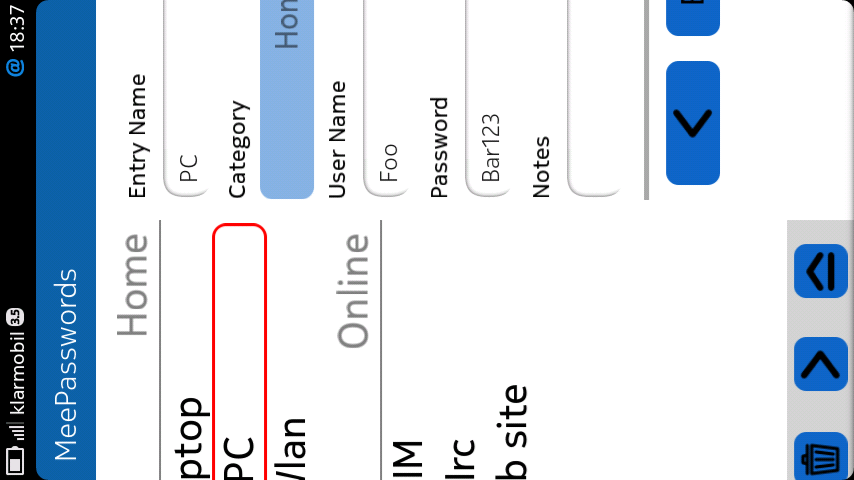 klarmobil 3.5 @ 18:37
MeePasswords
Home
ptop
PC
/lan
Online
IM
Irc
b site
Entry Name
PC
Category
Hom
User Name
Foo
Password
Bar123
Notes